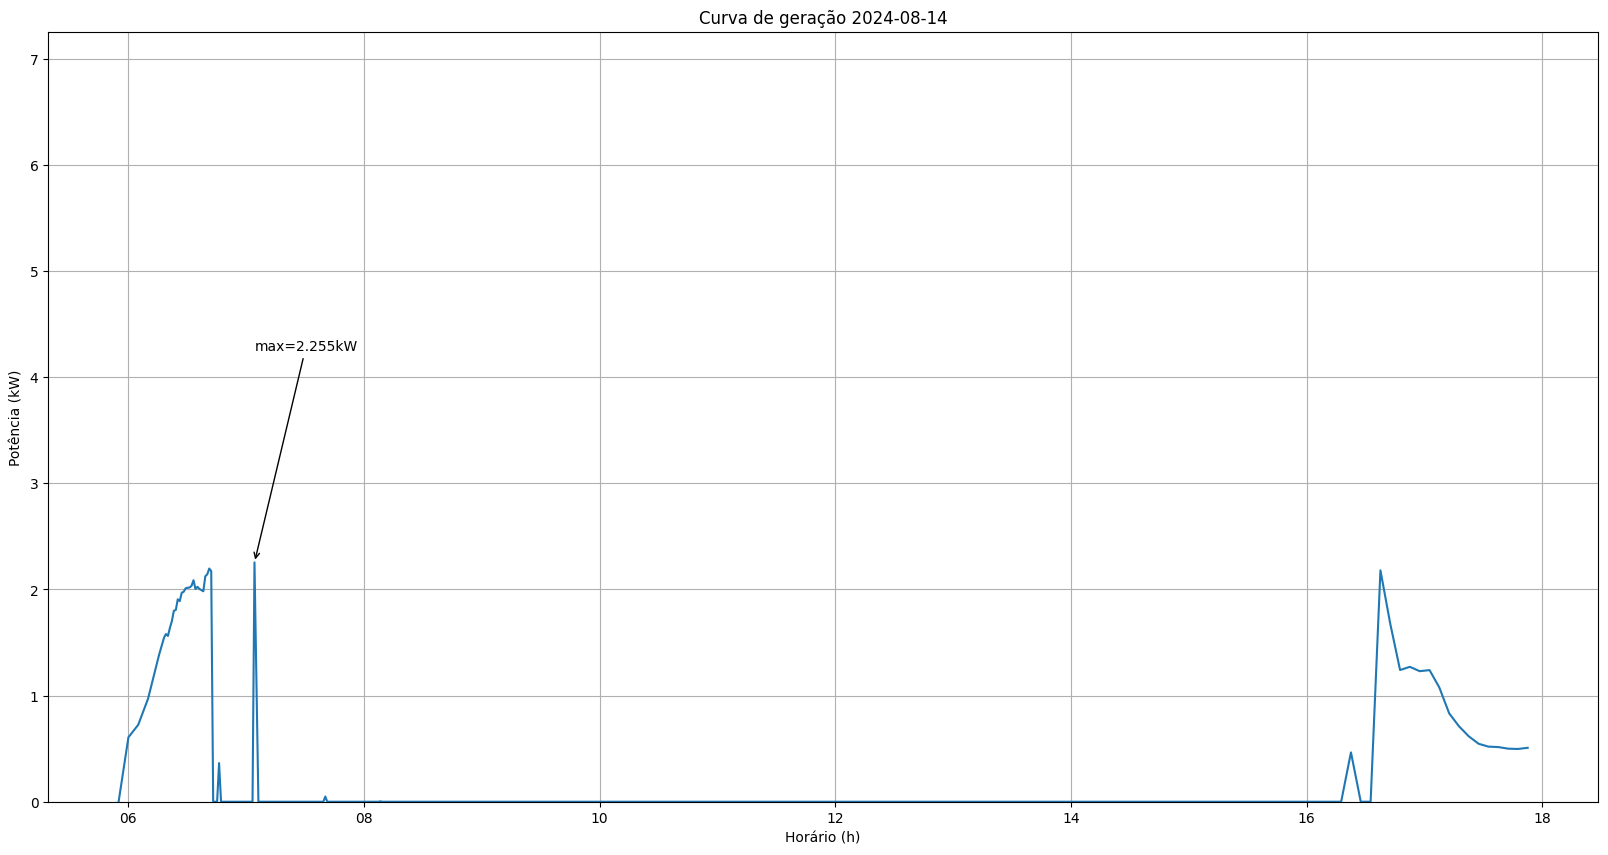 Curva de geração 2024-08-14
7
6
5
4
3
2
1
0
Potência (kW)
max=2.255kW
06 08 10 12 14 16 18
Horário (h)